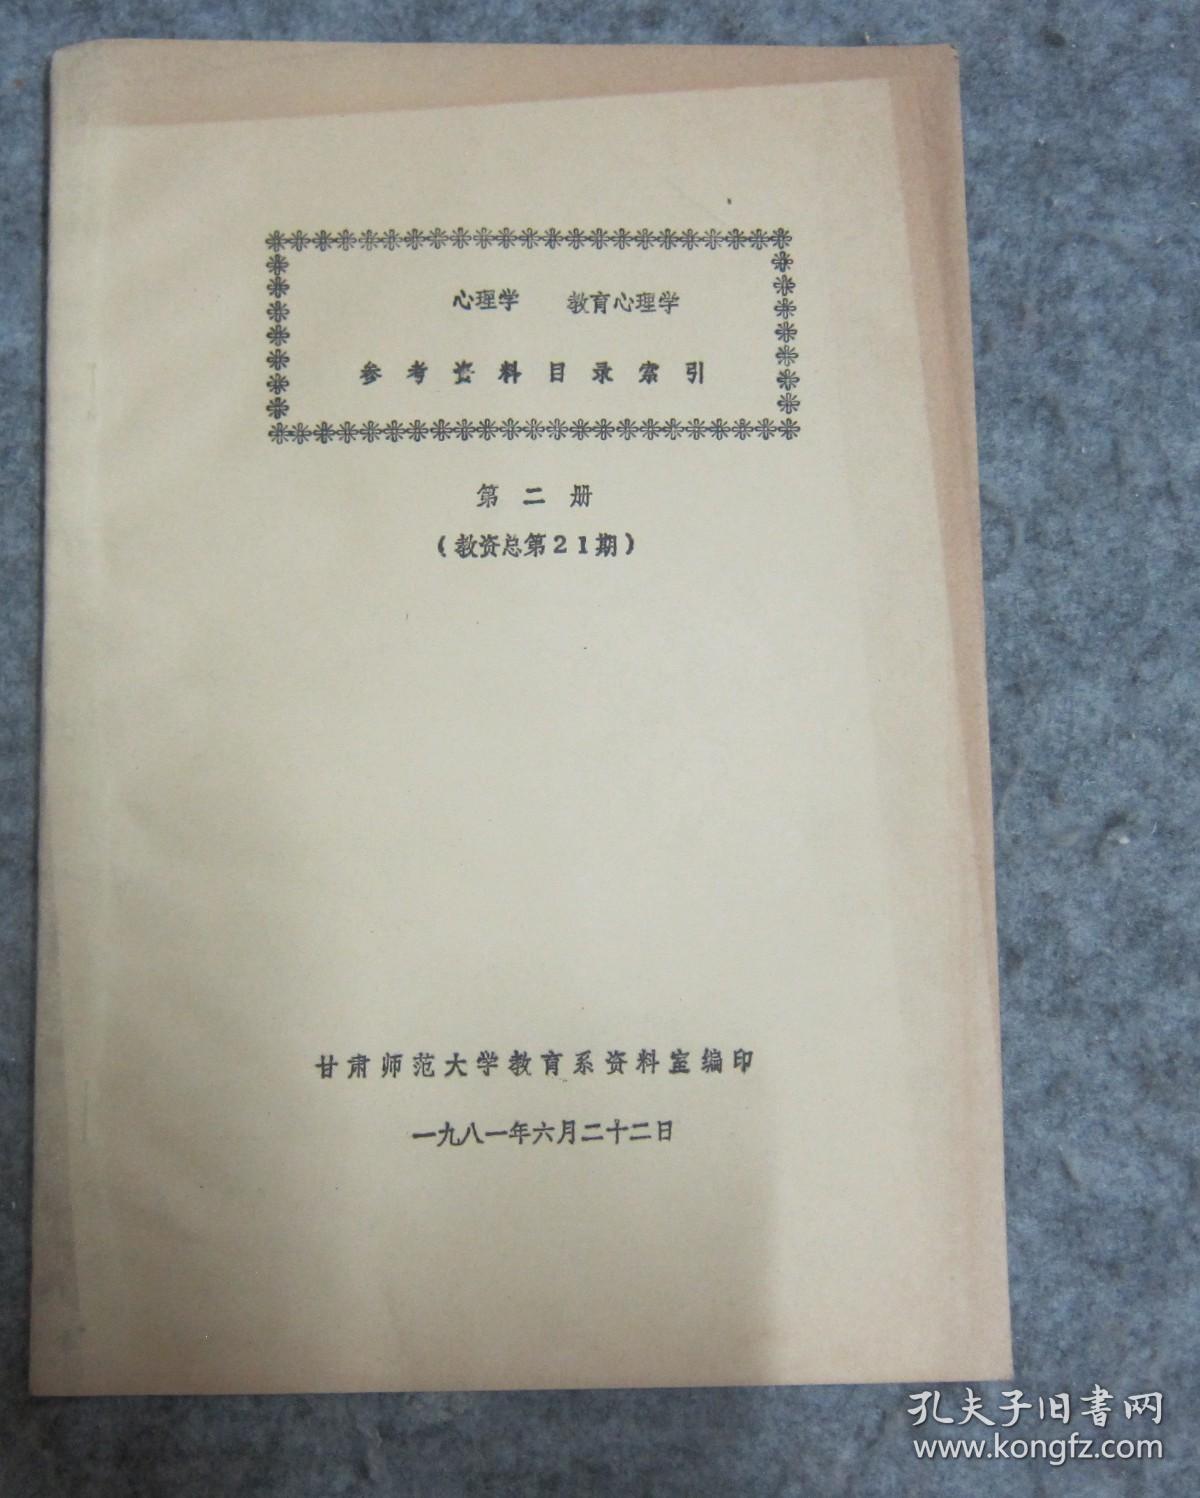 心理学 教育心理学
参考资料目录索引
第二册
（教资总第21期）
甘肃师范大学教育系资料室编印
一九八一年六月二十二日
孔夫子旧书网
www.kongfz.com